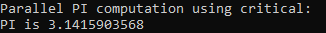 Parallel PI computation using critical:
PI is 3.1415903568